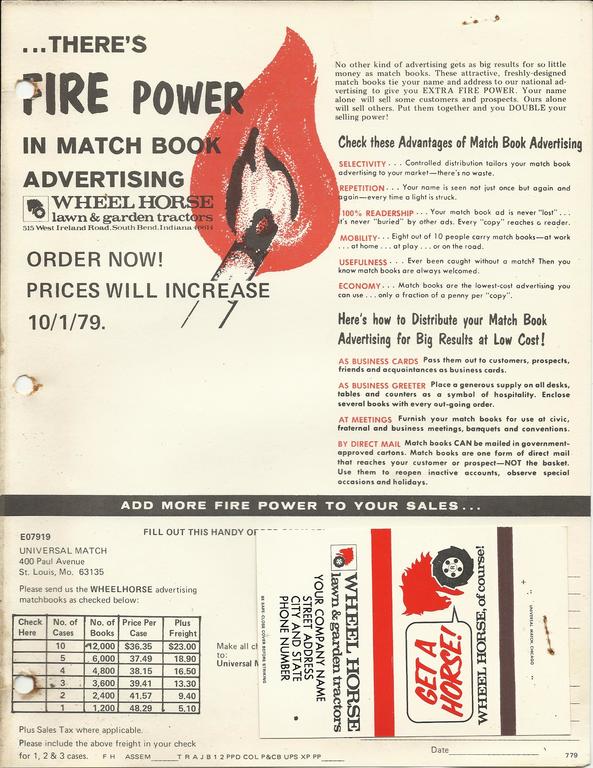 ...THERE'S
FIRE POWER
IN MATCH BOOK
ADVERTISING
WHEEL HORSE
lawn & garden tractors
515 West Ireland Road, South Bend, Indiana 46614
ORDER NOW!
PRICES WILL INCREASE
10/1/79.
No other kind of advertising gets as big results for so little
money as match books. These attractive, freshly-designed
match books tie your name and address to our national ad-
vertising to give you EXTRA FIRE POWER. Your name
alone will sell some customers and prospects. Ours alone
will sell others. Put them together and you DOUBLE your
selling power!
Check these Advantages of Match Book Advertising
SELECTIVITY . . . Controlled distribution tailors your match book
advertising to your market—there's no waste.
REPETITION . . . Your name is seen not just once but again and
again—every time a light is struck.
100% READERSHIP . . . Your match book ad is never "lost" . . .
it's never "buried" by other ads. Every "copy" reaches a reader.
MOBILITY . . . Eight out of 10 people carry match books—at work
. . . at home . . . at play . . . or on the road.
USEFULNESS . . . Ever been caught without a match? Then you
know match books are always welcomed.
ECONOMY . . . Match books are the lowest-cost advertising you
can use . . . only a fraction of a penny per "copy".
Here's how to Distribute your Match Book
Advertising for Big Results at Low Cost!
AS BUSINESS CARDS Pass them out to customers, prospects,
friends and acquaintances as business cards.
AS BUSINESS GREETER Place a generous supply on all desks,
tables and counters as a symbol of hospitality. Enclose
several books with every out-going order.
AT MEETINGS Furnish your match books for use at civic,
fraternal and business meetings, banquets and conventions.
BY DIRECT MAIL Match books CAN be mailed in government-
approved cartons. Match books are one form of direct mail
that reaches your customer or prospect—NOT the basket.
Use them to reopen inactive accounts, observe special
occasions and holidays.
ADD MORE FIRE POWER TO YOUR SALES...
E07919
FILL OUT THIS HANDY
UNIVERSAL MATCH
400 Paul Avenue
St. Louis, Mo. 63135
Please send us the WHEELHORSE advertising
matchbooks as checked below:
Check Here No. of Cases No. of Books Price Per Case Plus Freight
10 12,000 $36.35 $23.00
5 6,000 37.49 18.90
4 4,800 38.15 16.50
3 3,600 39.41 13.30
2 2,400 41.57 9.40
1 1,200 48.29 5.10
Make all
to:
Universal
Plus Sales Tax where applicable.
Please include the above freight in your check
for 1, 2 & 3 cases. F H ASSEM T R A J B 1 2 PPD COL P&CB UPS XP PP
Date
779
WHEEL HORSE
lawn & garden tractors
YOUR COMPANY NAME
STREET ADDRESS
CITY AND STATE
PHONE NUMBER
BE SAFE CLOSE COVER BEFORE STRIKING
GET A
HORSE!
WHEEL HORSE, of course!
UNIVERSAL MATCH CHICAGO